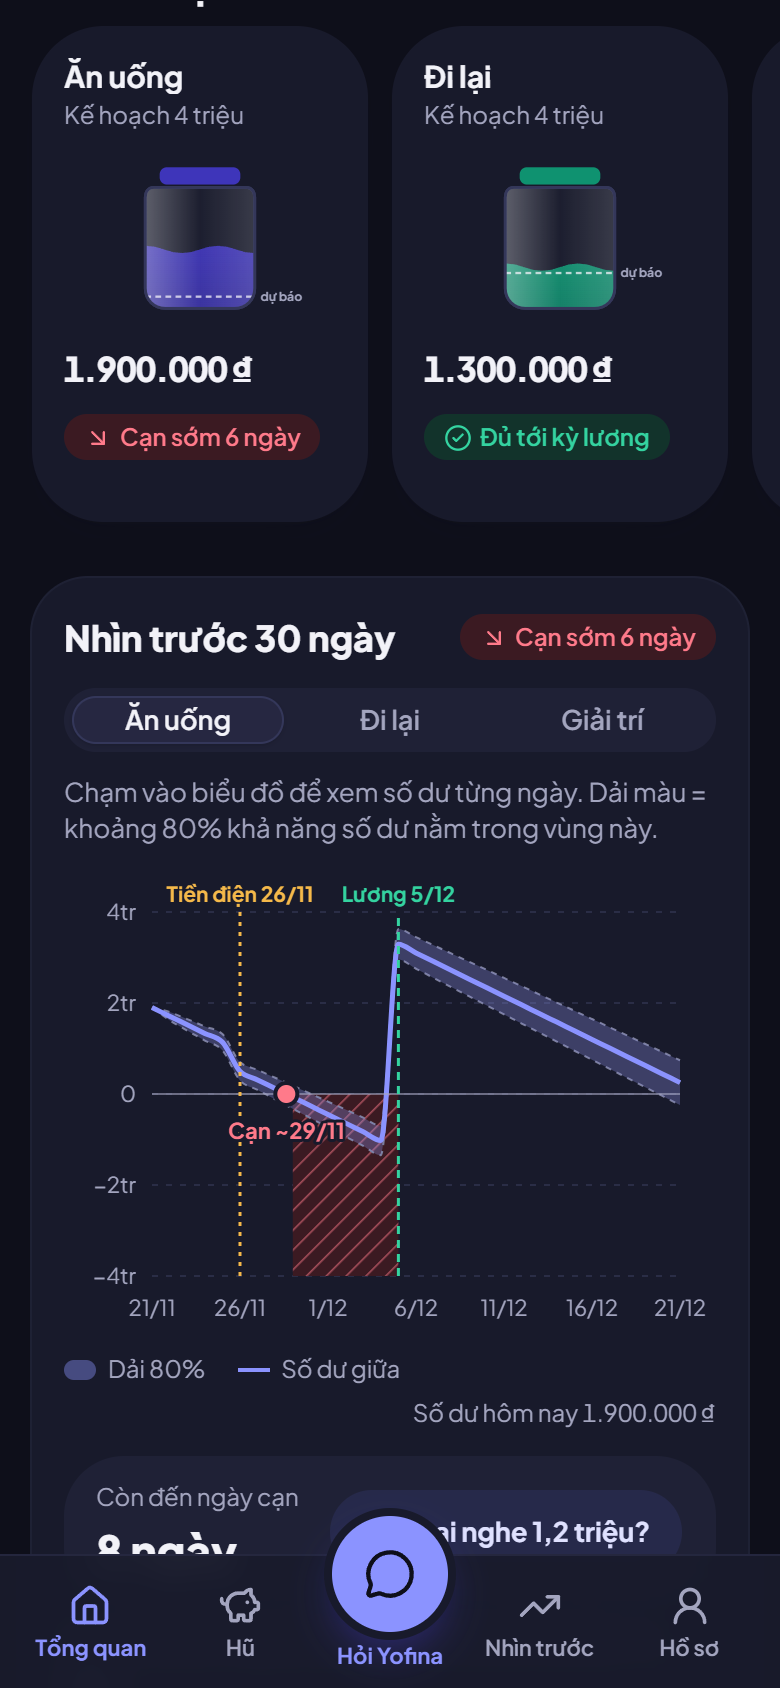 Ăn uống
Kế hoạch 4 triệu
dự báo
1.900.000 ₫
Cạn sớm 6 ngày
Đi lại
Kế hoạch 4 triệu
dự báo
1.300.000 ₫
Đủ tới kỳ lương
Nhìn trước 30 ngày
Cạn sớm 6 ngày
Ăn uống
Đi lại
Giải trí
Chạm vào biểu đồ để xem số dư từng ngày. Dải màu =
khoảng 80% khả năng số dư nằm trong vùng này.
Tiền điện 26/11
Lương 5/12
4tr
2tr
0
Cạn ~29/11
−2tr
−4tr
21/11
26/11
1/12
6/12
11/12
16/12
21/12
Dải 80%
Số dư giữa
Số dư hôm nay 1.900.000 ₫
Còn đến ngày cạn
8 ngày
nghe 1,2 triệu?
Tổng quan
Hũ
Hỏi Yofina
Nhìn trước
Hồ sơ